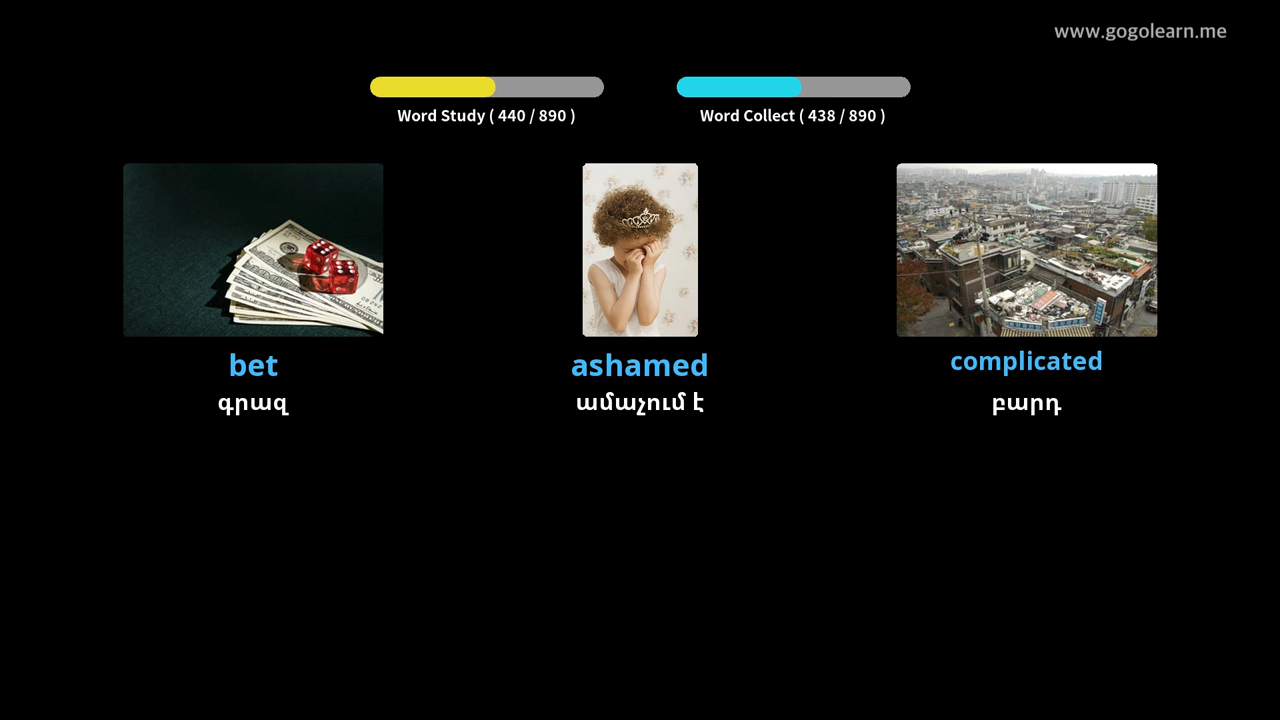 www.gogolearn.me
Word Study ( 440 / 890 )
Word Collect ( 438 / 890 )
bet
ashamed
complicated
գրազ
ամաչում է
բարդ